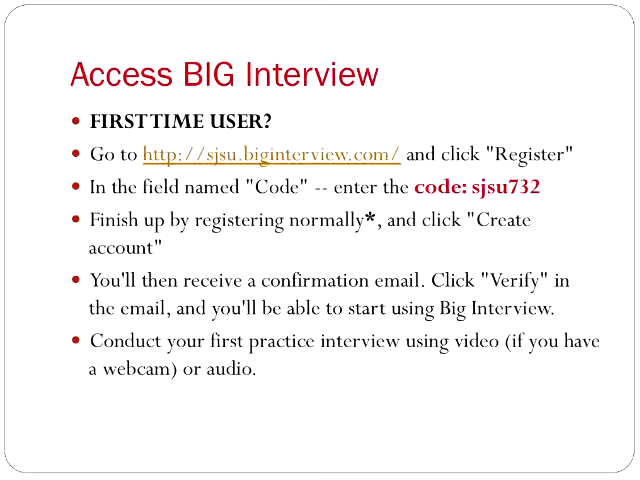 Access BIG Interview
• FIRST TIME USER?
• Go to http://sjsu.biginterview.com/ and click "Register"
• In the field named "Code" -- enter the code: sjsu732
• Finish up by registering normally*, and click "Create
account"
• You'll then receive a confirmation email. Click "Verify" in
the email, and you'll be able to start using Big Interview.
• Conduct your first practice interview using video (if you have
a webcam) or audio.